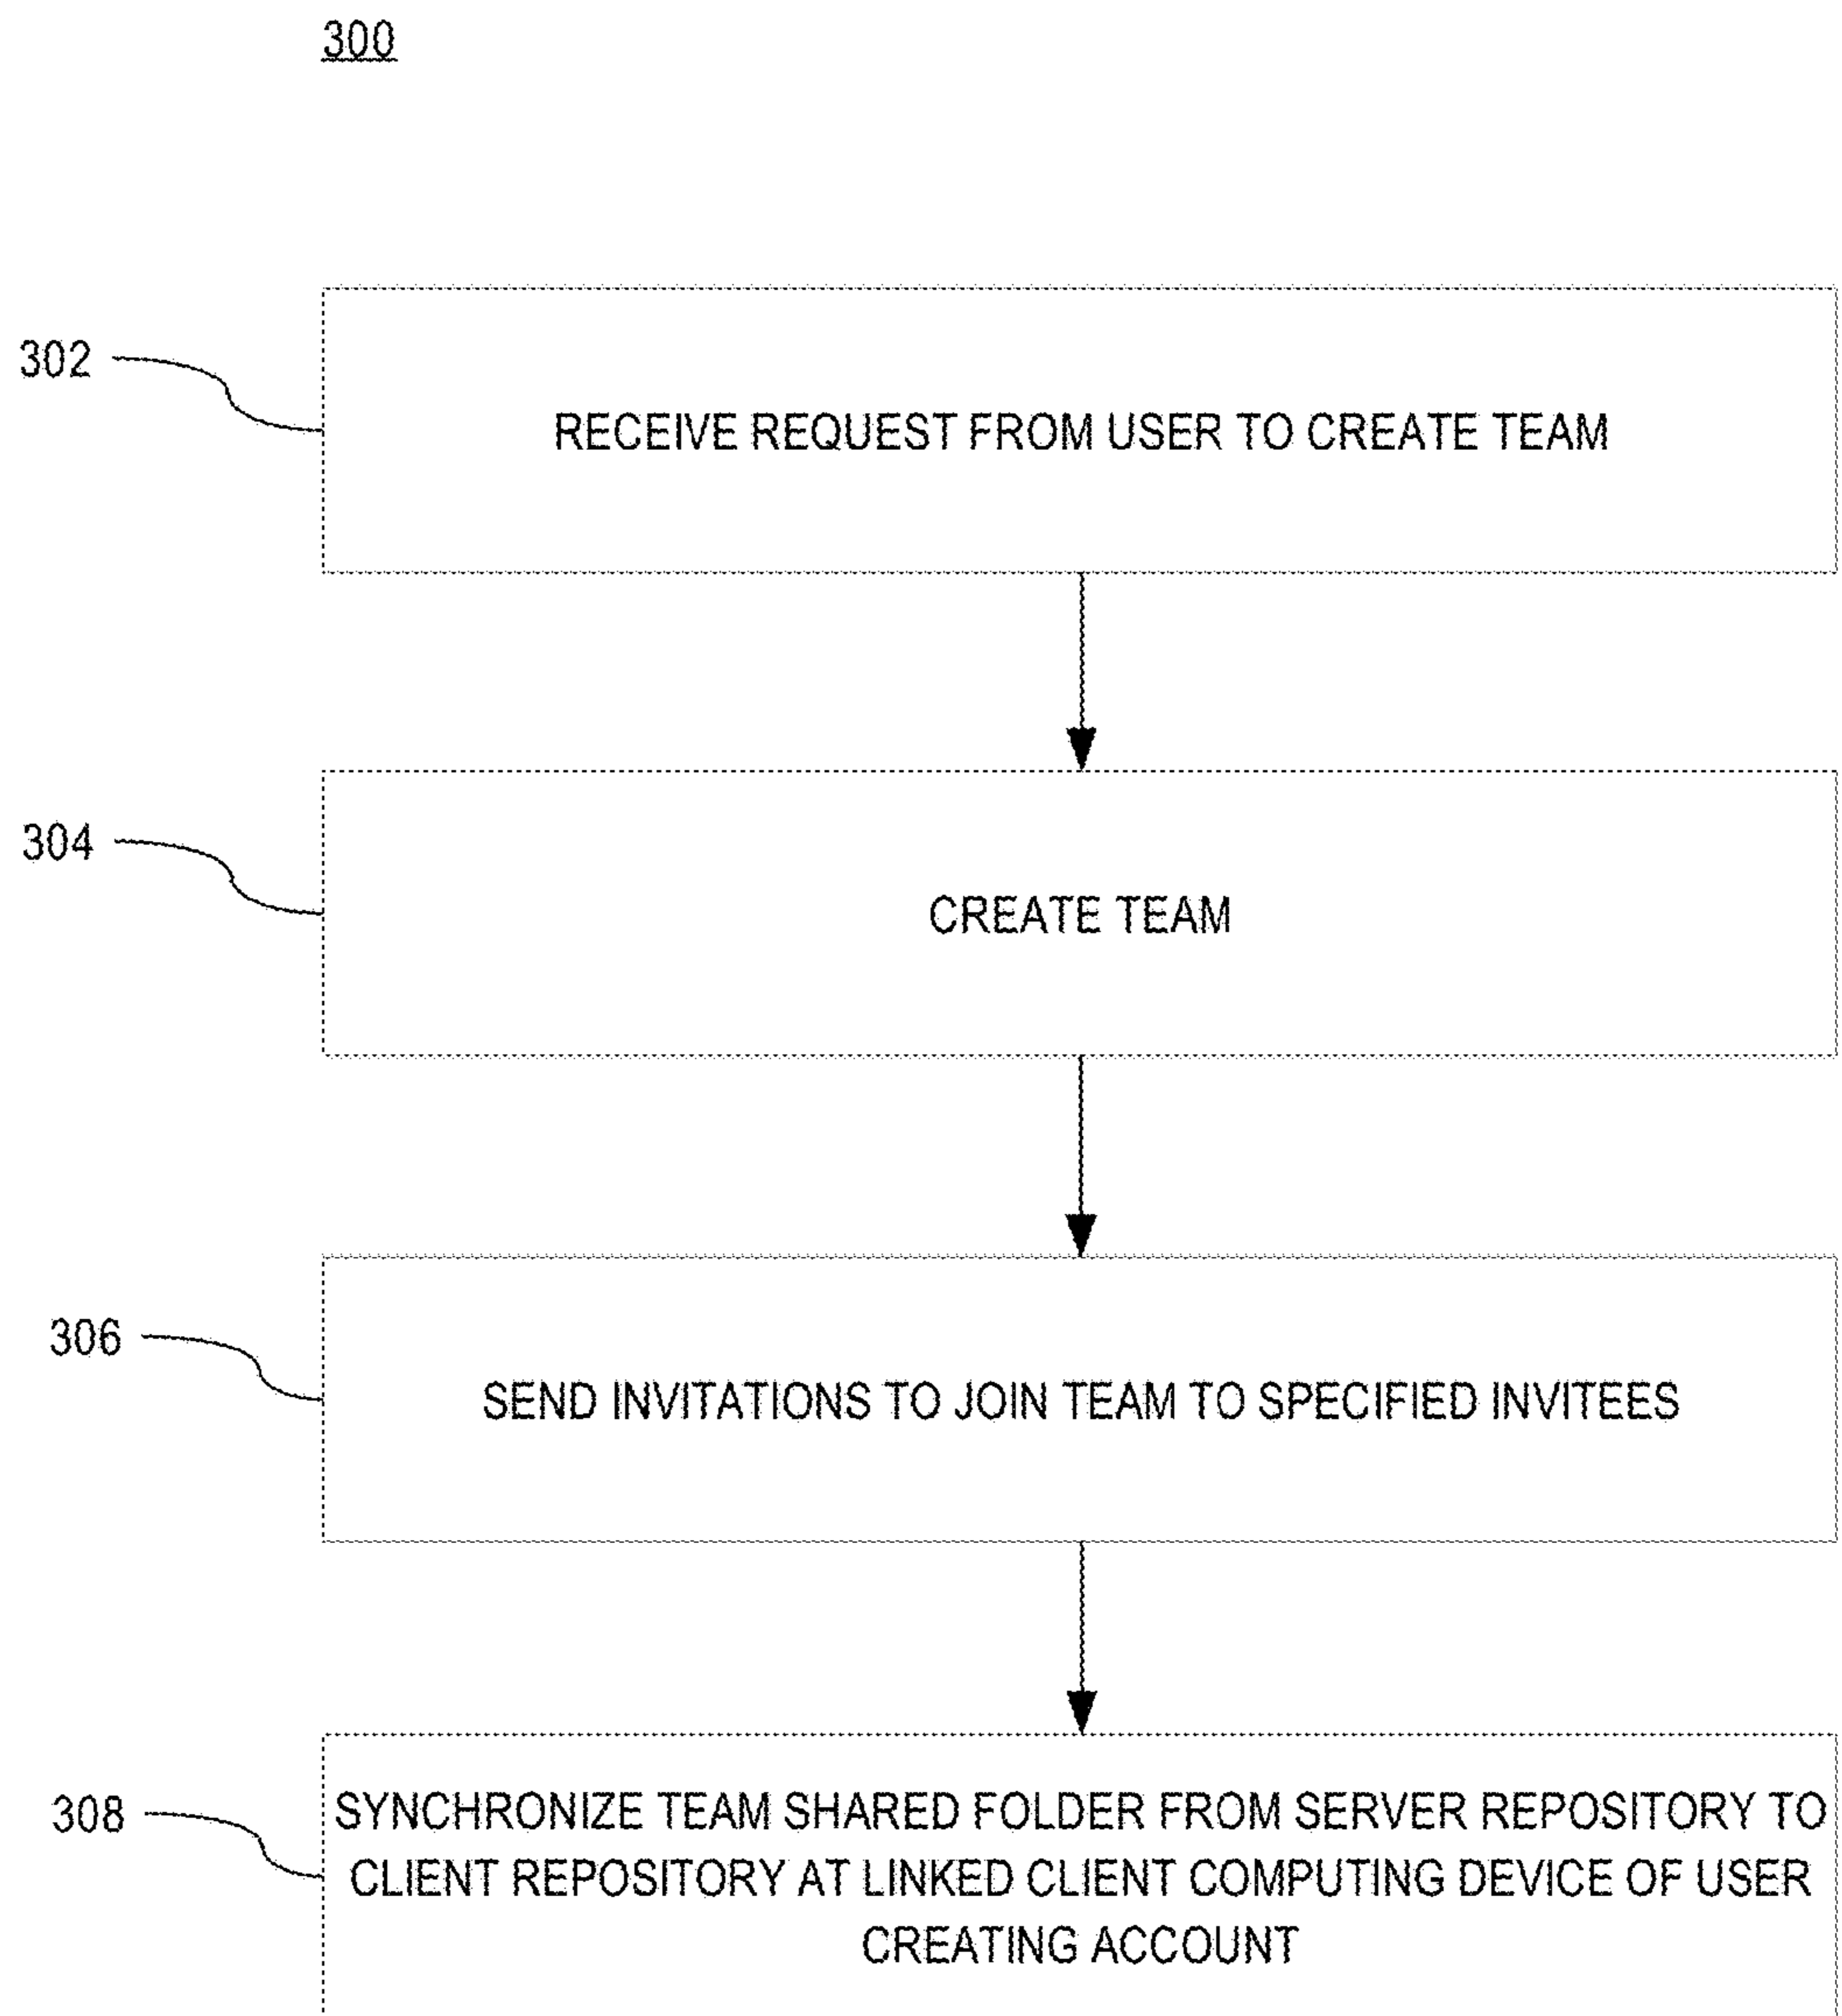 300
302
RECEIVE REQUEST FROM USER TO CREATE TEAM
304
CREATE TEAM
306
SEND INVITATIONS TO JOIN TEAM TO SPECIFIED INVITEES
308
SYNCHRONIZE TEAM SHARED FOLDER FROM SERVER REPOSITORY TO
CLIENT REPOSITORY AT LINKED CLIENT COMPUTING DEVICE OF USER
CREATING ACCOUNT